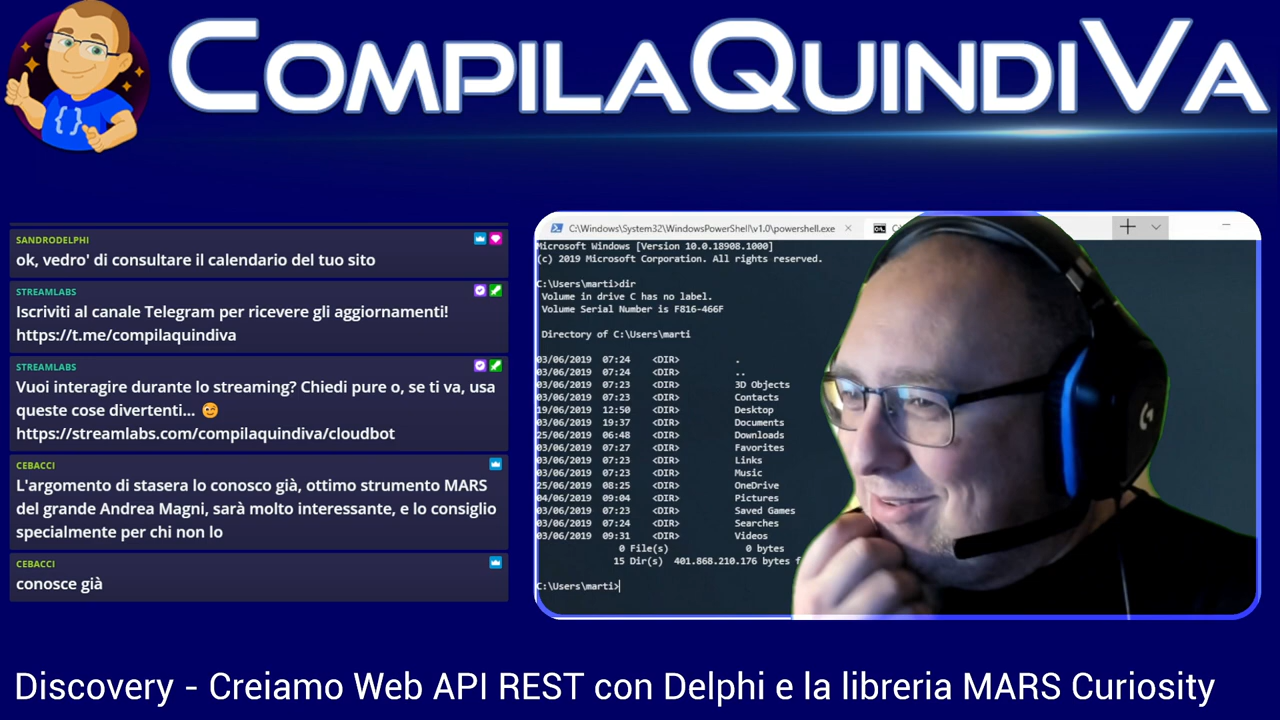 COMPILAQUINDIVA
{ }
SANDRODELPHI
ok, vedro' di consultare il calendario del tuo sito
STREAMLABS
Iscriviti al canale Telegram per ricevere gli aggiornamenti!
https://t.me/compilaquindiva
STREAMLABS
Vuoi interagire durante lo streaming? Chiedi pure o, se ti va, usa
queste cose divertenti... 😊
https://streamlabs.com/compilaquindiva/cloudbot
CEBACCI
L'argomento di stasera lo conosco già, ottimo strumento MARS
del grande Andrea Magni, sarà molto interessante, e lo consiglio
specialmente per chi non lo
CEBACCI
conosce già
C:\Windows\System32\WindowsPowerShell\v1.0\powershell.exe
Microsoft Windows [Version 10.0.18908.1000]
(c) 2019 Microsoft Corporation. All rights reserved.
C:\Users\marti>dir
Volume in drive C has no label.
Volume Serial Number is F816-466F
Directory of C:\Users\marti
03/06/2019 07:24 <DIR> .
03/06/2019 07:24 <DIR> ..
03/06/2019 07:23 <DIR> 3D Objects
03/06/2019 07:23 <DIR> Contacts
19/06/2019 12:50 <DIR> Desktop
03/06/2019 19:37 <DIR> Documents
25/06/2019 06:48 <DIR> Downloads
03/06/2019 07:27 <DIR> Favorites
03/06/2019 07:23 <DIR> Links
03/06/2019 07:23 <DIR> Music
25/06/2019 08:25 <DIR> OneDrive
04/06/2019 09:04 <DIR> Pictures
03/06/2019 07:23 <DIR> Saved Games
03/06/2019 07:24 <DIR> Searches
03/06/2019 09:31 <DIR> Videos
0 File(s) 0 bytes
15 Dir(s) 401.868.210.176 bytes f
C:\Users\marti>
G
Discovery - Creiamo Web API REST con Delphi e la libreria MARS Curiosity